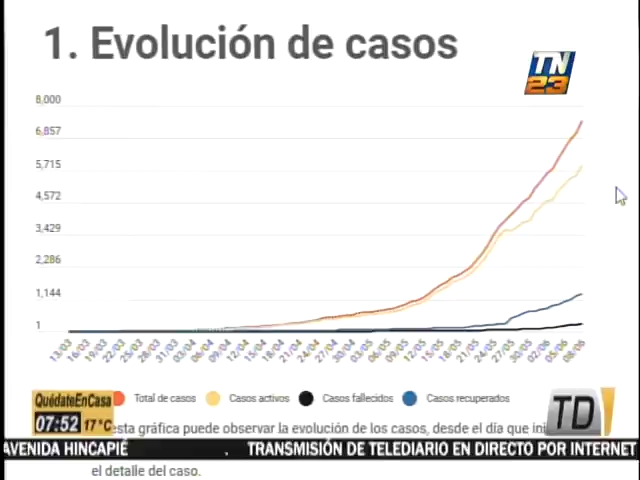 1. Evolución de casos
TN
23
8,000
6,857
5,715
4,572
3,429
2,286
1,144
1
13/03 16/03 19/03 22/03 25/03 28/03 31/03 03/04 06/04 09/04 12/04 15/04 18/04 21/04 24/04 27/04 30/04 03/05 06/05 09/05 12/05 15/05 18/05 21/05 24/05 27/05 30/05 02/06 05/06 08/06
Total de casos Casos activos Casos fallecidos Casos recuperados
QuédateEnCasa
07:52 17°C
TD
esta gráfica puede observar la evolución de los casos, desde el día que ini
AVENIDA HINCAPIÉ . TRANSMISIÓN DE TELEDIARIO EN DIRECTO POR INTERNET
el detalle del caso.